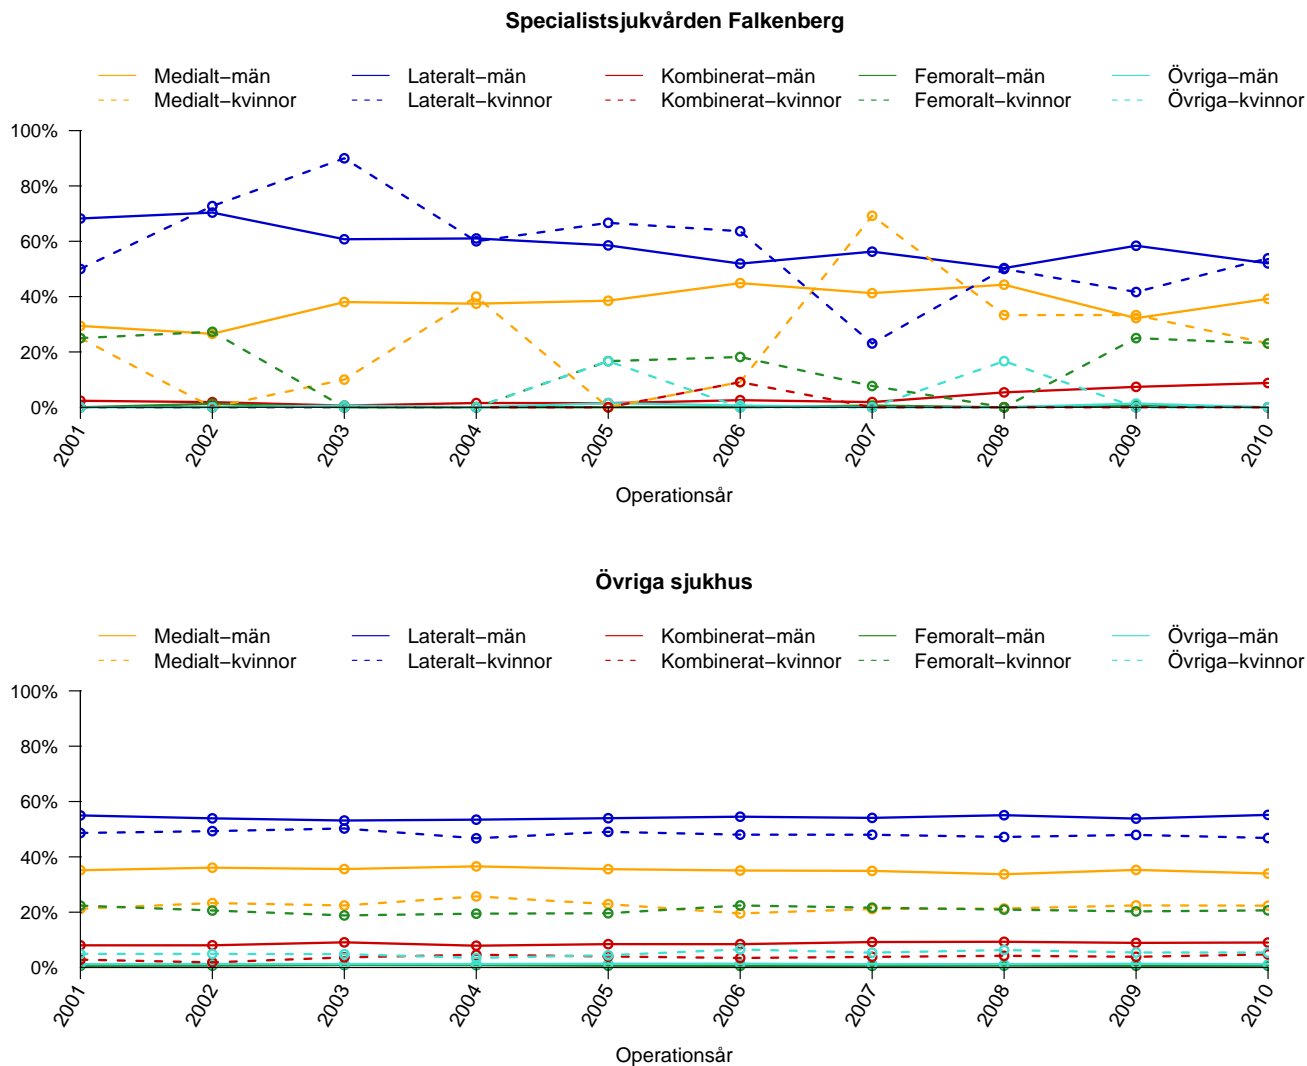 Specialistsjukvården Falkenberg
Medialt−män Lateralt−män Kombinerat−män Femoralt−män Övriga−män
Medialt−kvinnor Lateralt−kvinnor Kombinerat−kvinnor Femoralt−kvinnor Övriga−kvinnor
100%
80%
60%
40%
20%
0%
2001 2002 2003 2004 2005 2006 2007 2008 2009 2010
Operationsår
Övriga sjukhus
Medialt−män Lateralt−män Kombinerat−män Femoralt−män Övriga−män
Medialt−kvinnor Lateralt−kvinnor Kombinerat−kvinnor Femoralt−kvinnor Övriga−kvinnor
100%
80%
60%
40%
20%
0%
2001 2002 2003 2004 2005 2006 2007 2008 2009 2010
Operationsår